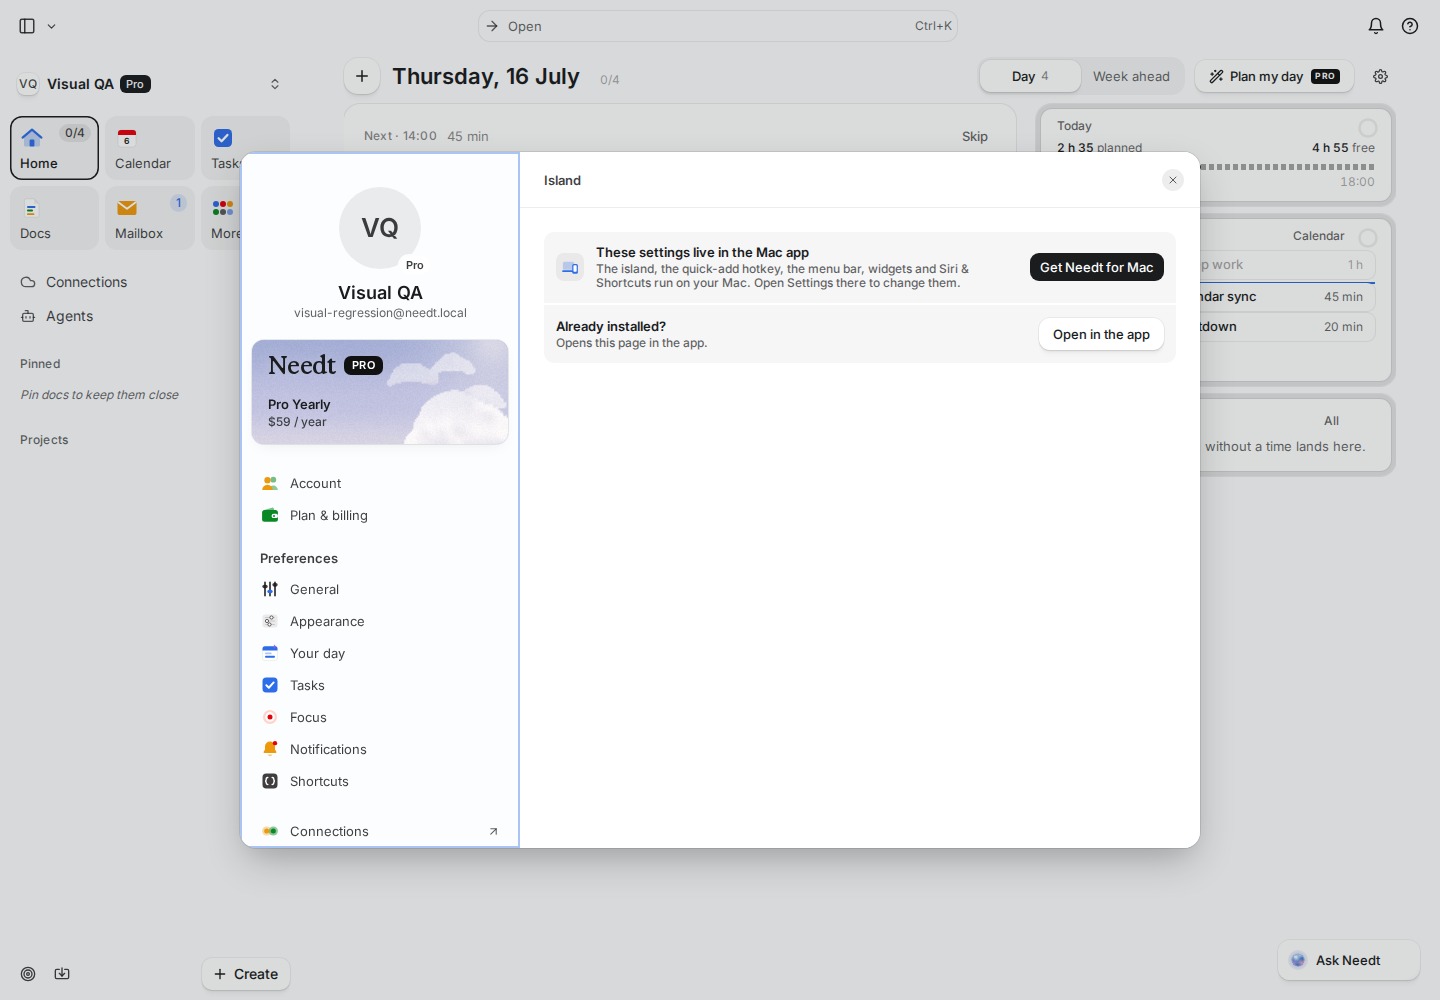 Open
Ctrl+K
VQ
Visual QA
Pro
Thursday, 16 July
0/4
Day 4
Week ahead
Plan my day
PRO
0/4
Home
6
Calendar
Tasks
Docs
1
Mailbox
More
Connections
Agents
Pinned
Pin docs to keep them close
Projects
Create
Next · 14:00 45 min
Skip
Today
2 h 35 planned
4 h 55 free
18:00
Calendar
p work
1 h
ndar sync
45 min
tdown
20 min
All
without a time lands here.
Ask Needt
VQ
Pro
Visual QA
visual-regression@needt.local
Needt PRO
Pro Yearly
$59 / year
Account
Plan & billing
Preferences
General
Appearance
Your day
Tasks
Focus
Notifications
Shortcuts
Connections
Island
These settings live in the Mac app
The island, the quick-add hotkey, the menu bar, widgets and Siri &
Shortcuts run on your Mac. Open Settings there to change them.
Get Needt for Mac
Already installed?
Opens this page in the app.
Open in the app